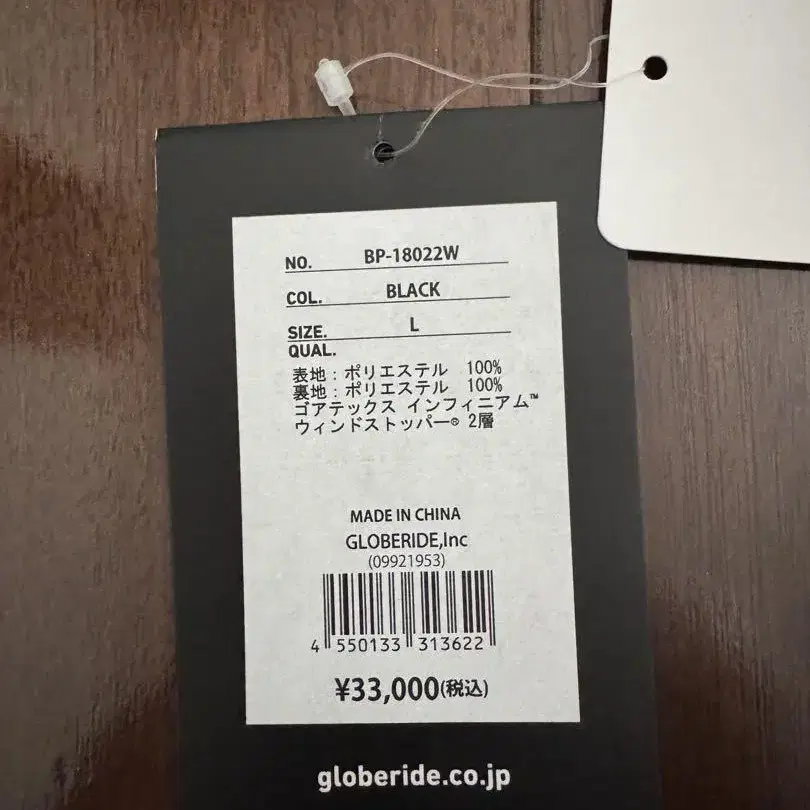 NO. BP-18022W
COL. BLACK
SIZE. L
QUAL.
表地：ポリエステル 100%
裏地：ポリエステル 100%
ゴアテックス インフィニアム™
ウィンドストッパー® 2層
MADE IN CHINA
GLOBERIDE,Inc
(09921953)
4 550133 313622
¥33,000(税込)
globeride.co.jp